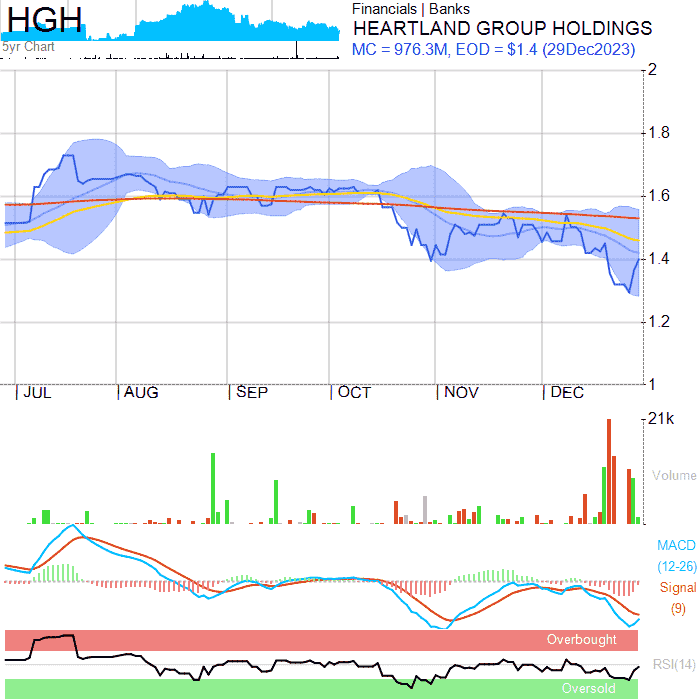 HGH
5yr Chart
Financials | Banks
HEARTLAND GROUP HOLDINGS
MC = 976.3M, EOD = $1.4 (29Dec2023)
2
1.8
1.6
1.4
1.2
1
JUL
AUG
SEP
OCT
NOV
DEC
21k
Volume
MACD
(12-26)
Signal
(9)
Overbought
RSI(14)
Oversold